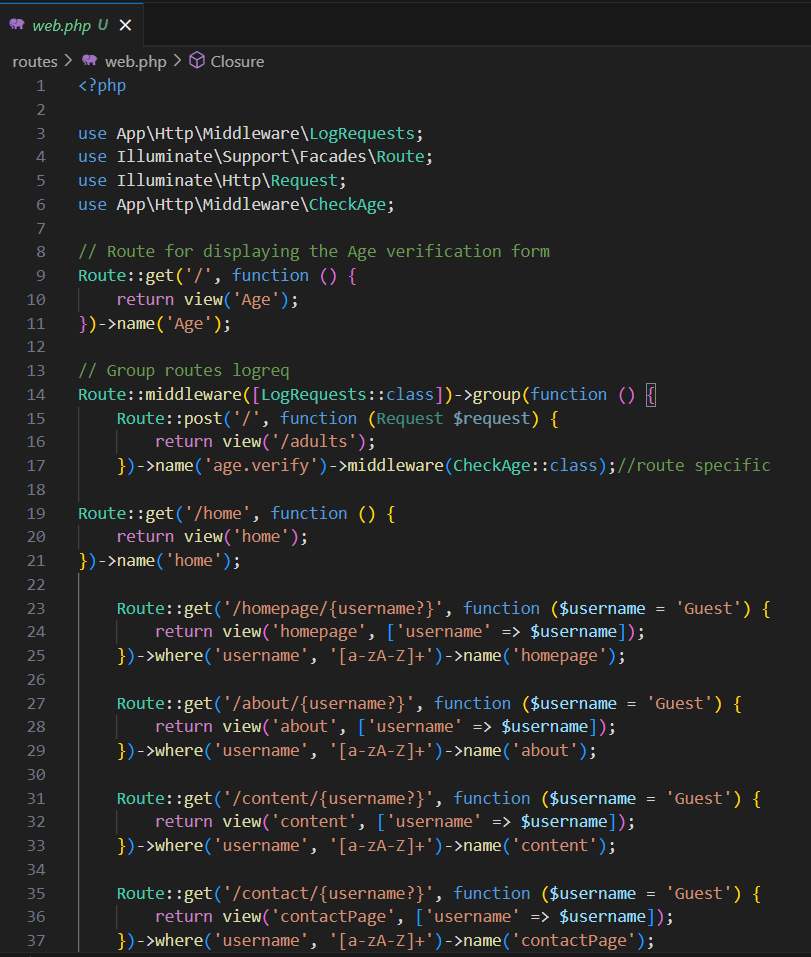 web.php U ×
routes > web.php > Closure
1 <?php
2
3 use App\Http\Middleware\LogRequests;
4 use Illuminate\Support\Facades\Route;
5 use Illuminate\Http\Request;
6 use App\Http\Middleware\CheckAge;
7
8 // Route for displaying the Age verification form
9 Route::get('/', function () {
10     return view('Age');
11 })->name('Age');
12
13 // Group routes logreq
14 Route::middleware([LogRequests::class])->group(function () {
15     Route::post('/', function (Request $request) {
16         return view('/adults');
17     })->name('age.verify')->middleware(CheckAge::class);//route specific
18
19 Route::get('/home', function () {
20     return view('home');
21 })->name('home');
22
23     Route::get('/homepage/{username?}', function ($username = 'Guest') {
24         return view('homepage', ['username' => $username]);
25     })->where('username', '[a-zA-Z]+')->name('homepage');
26
27     Route::get('/about/{username?}', function ($username = 'Guest') {
28         return view('about', ['username' => $username]);
29     })->where('username', '[a-zA-Z]+')->name('about');
30
31     Route::get('/content/{username?}', function ($username = 'Guest') {
32         return view('content', ['username' => $username]);
33     })->where('username', '[a-zA-Z]+')->name('content');
34
35     Route::get('/contact/{username?}', function ($username = 'Guest') {
36         return view('contactPage', ['username' => $username]);
37     })->where('username', '[a-zA-Z]+')->name('contactPage');